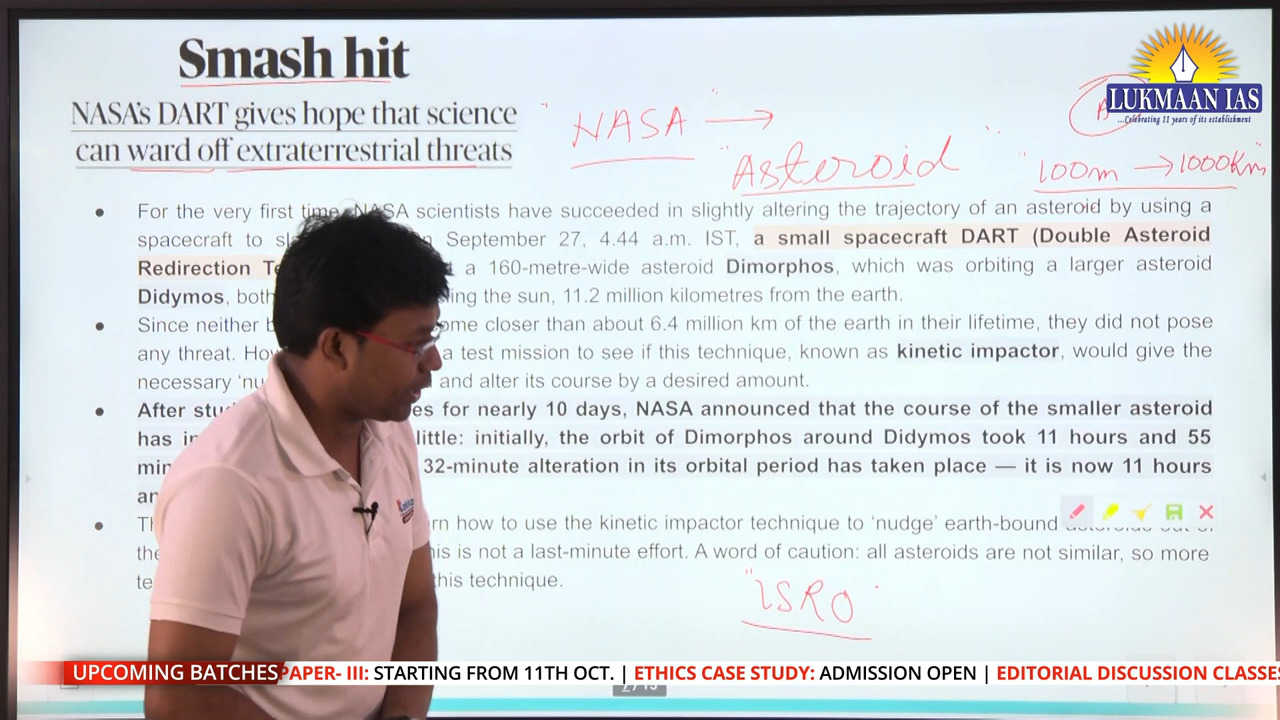 Smash hit
NASA's DART gives hope that science
can ward off extraterrestrial threats
" NASA " →
" Asteroid "
A
" 100m → 1000Km "
LUKMAAN IAS
...Celebrating 11 years of its establishment
● For the very first time, NASA scientists have succeeded in slightly altering the trajectory of an asteroid by using a
spacecraft to September 27, 4.44 a.m. IST, a small spacecraft DART (Double Asteroid
Redirection a 160-metre-wide asteroid Dimorphos, which was orbiting a larger asteroid
Didymos, both the sun, 11.2 million kilometres from the earth.
● Since neither closer than about 6.4 million km of the earth in their lifetime, they did not pose
any threat. a test mission to see if this technique, known as kinetic impactor, would give the
necessary and alter its course by a desired amount.
● After for nearly 10 days, NASA announced that the course of the smaller asteroid
has little: initially, the orbit of Dimorphos around Didymos took 11 hours and 55
32-minute alteration in its orbital period has taken place — it is now 11 hours
● how to use the kinetic impactor technique to 'nudge' earth-bound
this is not a last-minute effort. A word of caution: all asteroids are not similar, so more
this technique.
" ISRO "
UPCOMING BATCHES PAPER- III: STARTING FROM 11TH OCT. | ETHICS CASE STUDY: ADMISSION OPEN | EDITORIAL DISCUSSION CLASSES